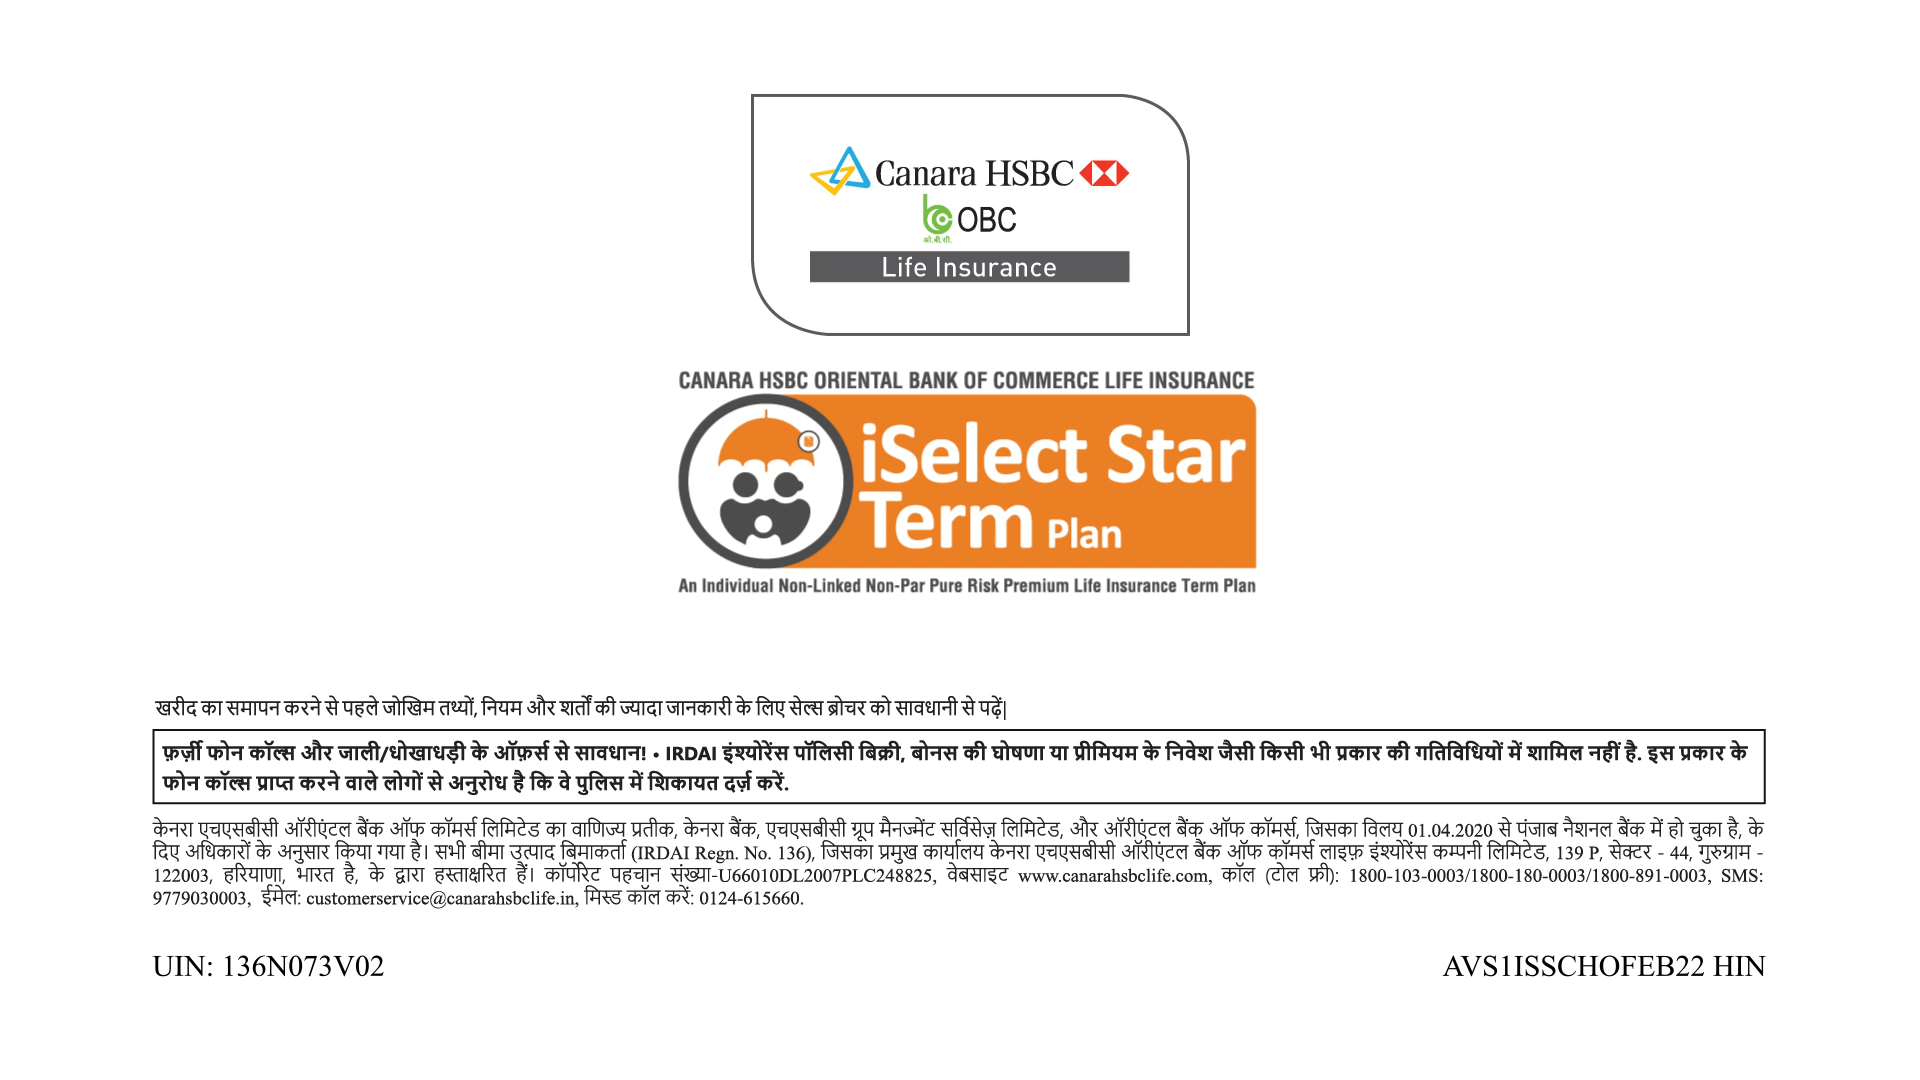 Canara HSBC
ओ.बी.सी.
OBC
Life Insurance
CANARA HSBC ORIENTAL BANK OF COMMERCE LIFE INSURANCE
iSelect Star
Term Plan
An Individual Non-Linked Non-Par Pure Risk Premium Life Insurance Term Plan
खरीद का समापन करने से पहले जोखिम तथ्यों, नियम और शर्तों की ज्यादा जानकारी के लिए सेल्स ब्रोचर को सावधानी से पढ़ें|
फ़र्ज़ी फोन कॉल्स और जाली/धोखाधड़ी के ऑफ़र्स से सावधान! • IRDAI इंश्योरेंस पॉलिसी बिक्री, बोनस की घोषणा या प्रीमियम के निवेश जैसी किसी भी प्रकार की गतिविधियों में शामिल नहीं है. इस प्रकार के
फोन कॉल्स प्राप्त करने वाले लोगों से अनुरोध है कि वे पुलिस में शिकायत दर्ज़ करें.
केनरा एचएसबीसी ऑरीएंटल बैंक ऑफ कॉमर्स लिमिटेड का वाणिज्य प्रतीक, केनरा बैंक, एचएसबीसी ग्रूप मैनज्मेंट सर्विसेज़ लिमिटेड, और ऑरीएंटल बैंक ऑफ कॉमर्स, जिसका विलय 01.04.2020 से पंजाब नैशनल बैंक में हो चुका है, के
दिए अधिकारों के अनुसार किया गया है। सभी बीमा उत्पाद बिमाकर्ता (IRDAI Regn. No. 136), जिसका प्रमुख कार्यालय केनरा एचएसबीसी ऑरीएंटल बैंक ऑफ कॉमर्स लाइफ़ इंश्योरेंस कम्पनी लिमिटेड, 139 P, सेक्टर - 44, गुरुग्राम -
122003, हरियाणा, भारत है, के द्वारा हस्ताक्षरित हैं। कॉर्पोरेट पहचान संख्या-U66010DL2007PLC248825, वेबसाइट www.canarahsbclife.com, कॉल (टोल फ्री): 1800-103-0003/1800-180-0003/1800-891-0003, SMS:
9779030003, ईमेल: customerservice@canarahsbclife.in, मिस्ड कॉल करें: 0124-615660.
UIN: 136N073V02
AVS1ISSCHOFEB22 HIN